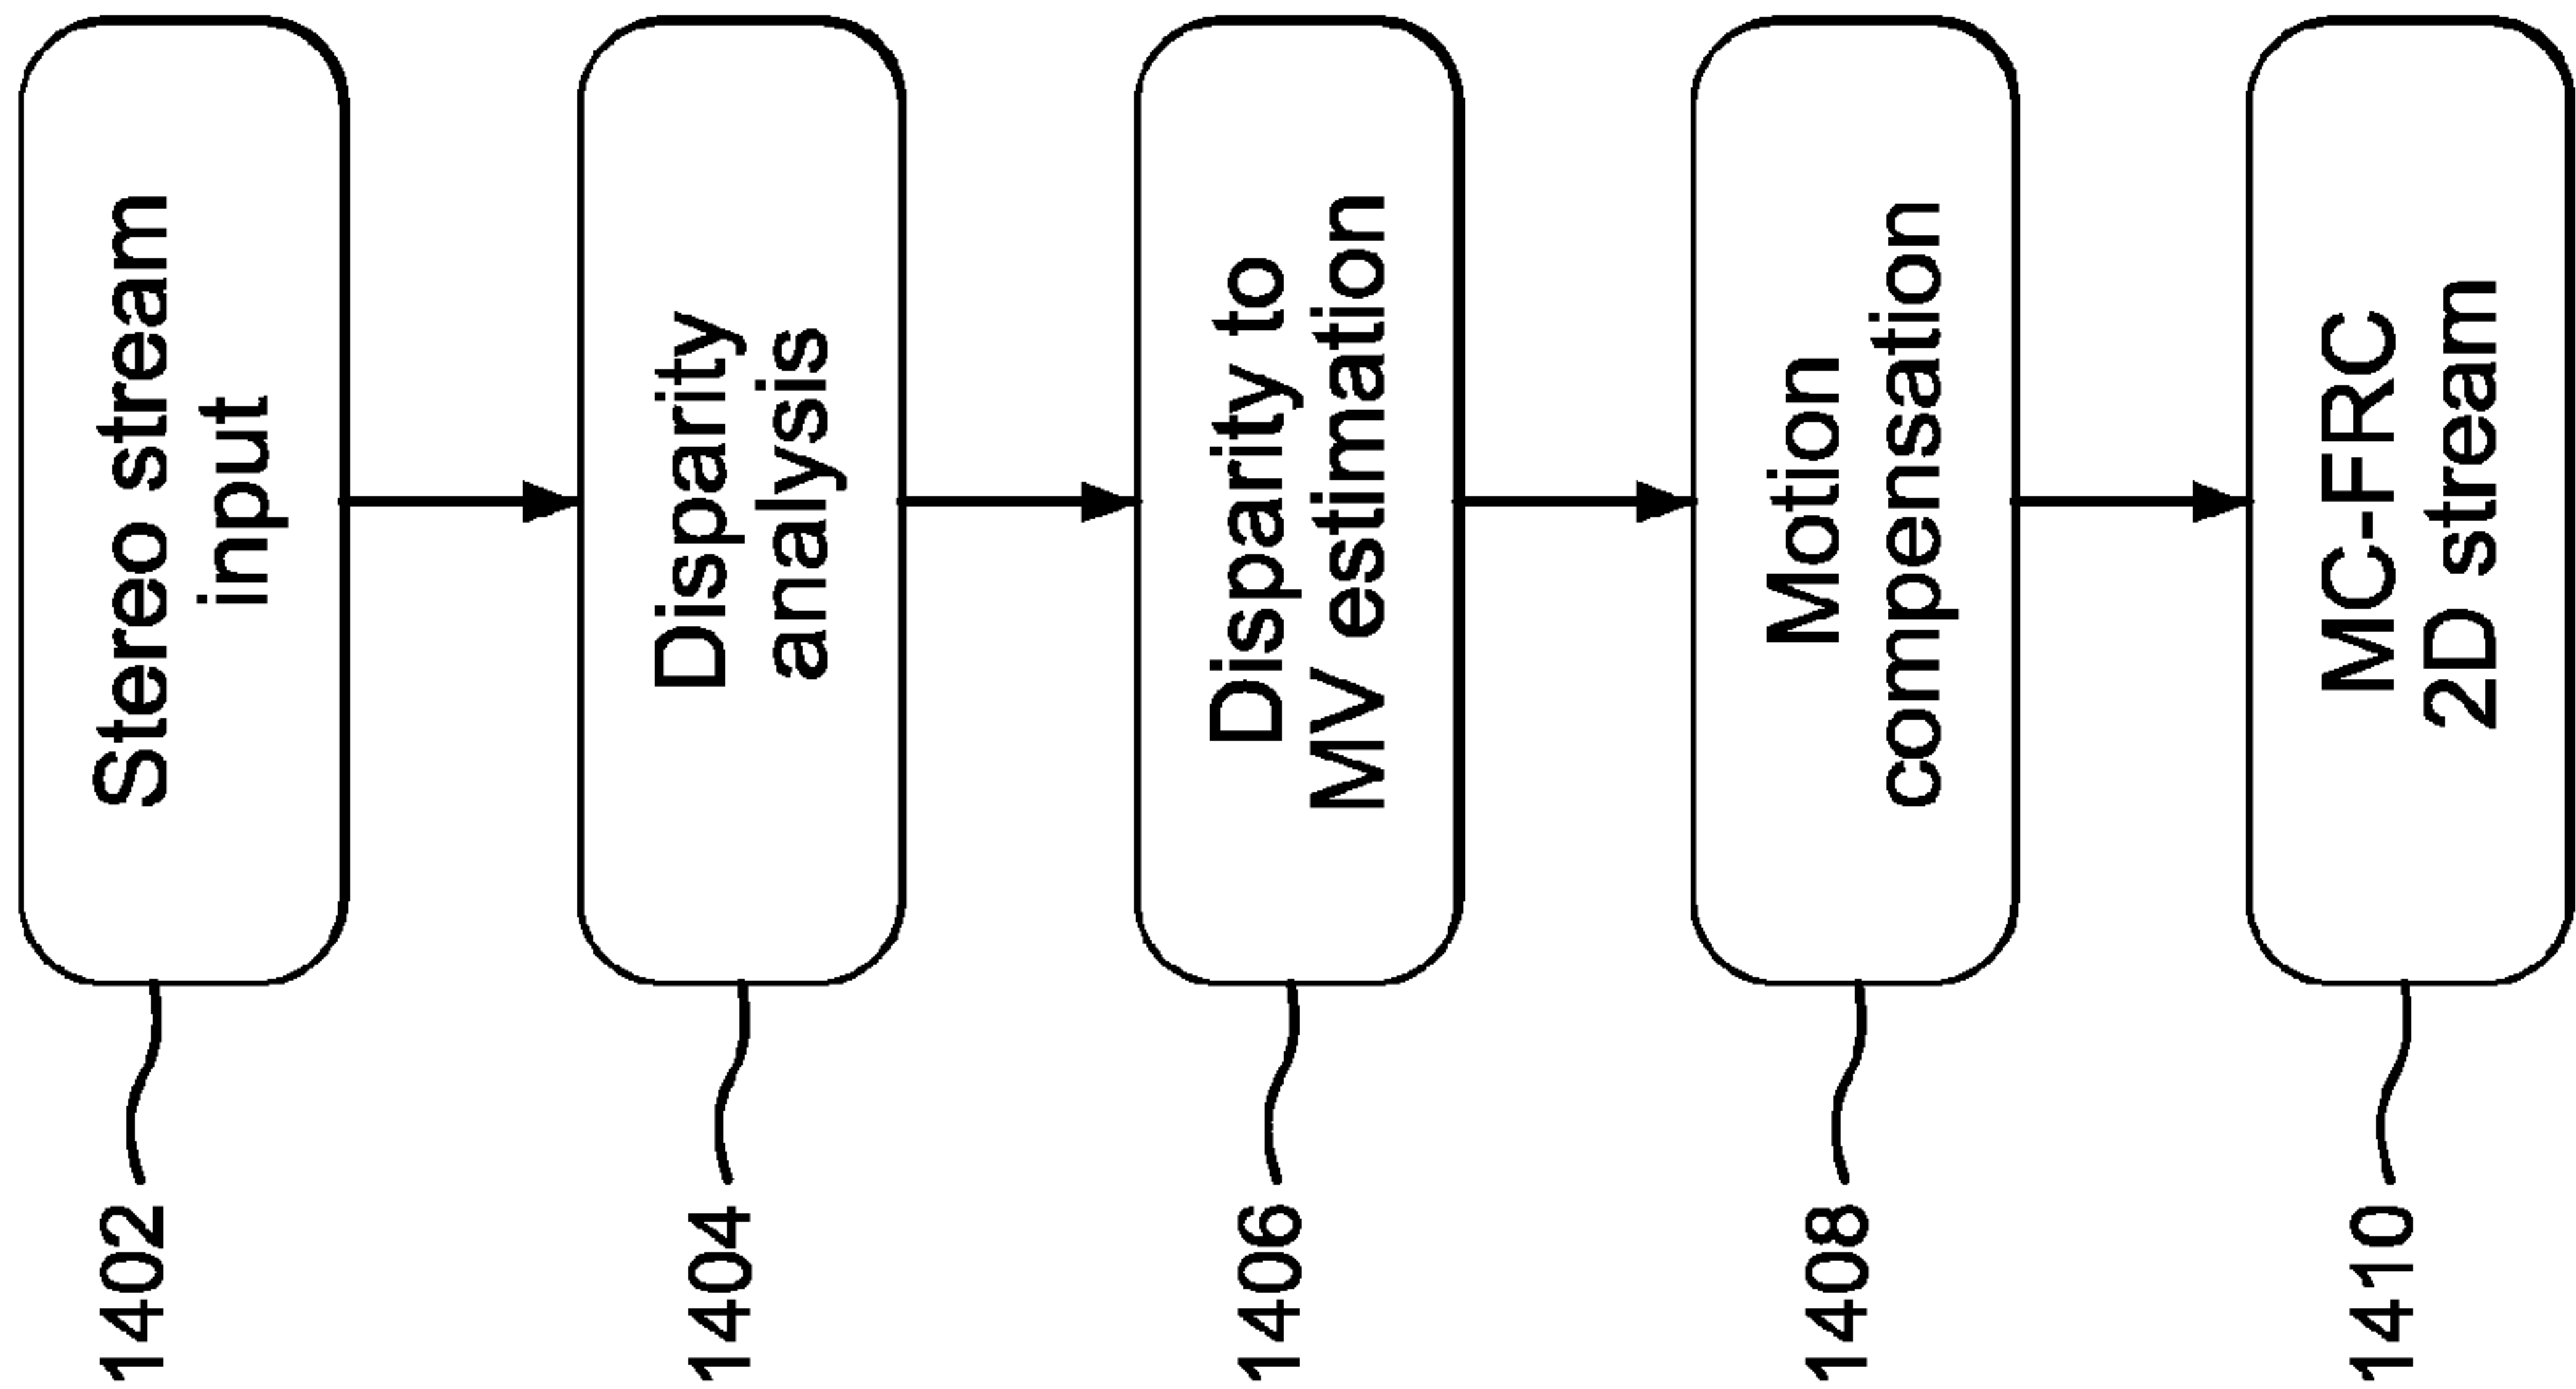 1402
Stereo stream
input
1404
Disparity
analysis
1406
Disparity to
MV estimation
1408
Motion
compensation
1410
MC-FRC
2D stream